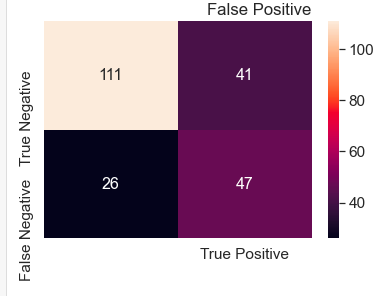 False Positive
True Negative
111
41
False Negative
26
47
True Positive
100
80
60
40